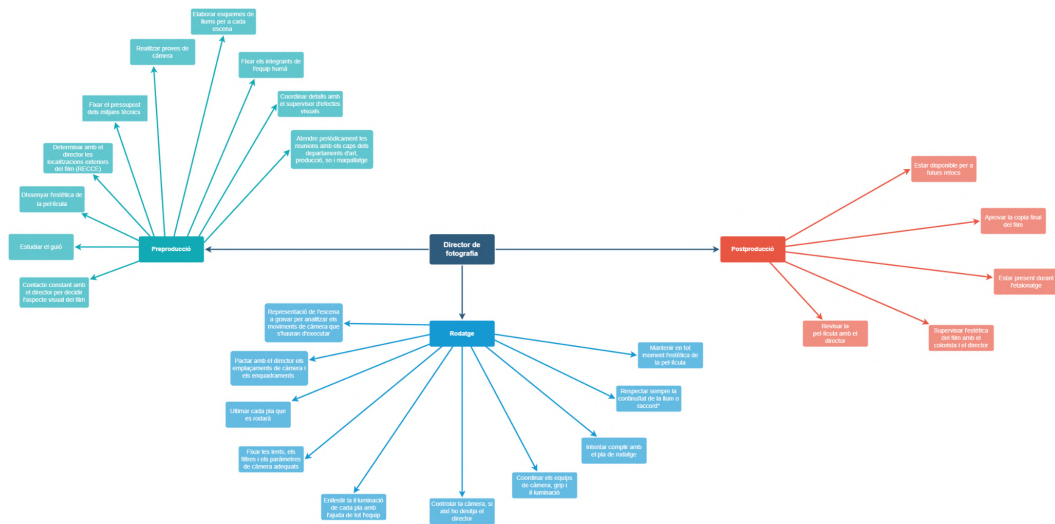 Elaborar esquemes de
llums per a cada
escena
Realitzar proves de
càmera
Fixar els integrants de
l'equip humà
Coordinar detalls amb
el supervisor d'efectes
visuals
Fixar el pressupost
dels mitjans tècnics
Atendre periòdicament les
reunions amb els caps dels
departaments d'art,
producció, so i maquillatge
Determinar amb el
director les
localitzacions exteriors
del film (RECCE)
Dissenyar l'estètica de
la pel·lícula
Estudiar el guió
Contacte constant amb
el director per decidir
l'aspecte visual del film
Preproducció
Director de
fotografia
Postproducció
Estar disponible per a
futurs retocs
Aprovar la copia final
del film
Estar present durant
l'etalonatge
Supervisar l'estètica
del film amb el
colorista i el director
Revisar la
pel·lícula amb el
director
Rodatge
Representació de l'escena
a gravar per analitzar els
moviments de càmera que
s'hauran d'executar
Pactar amb el director els
emplaçaments de càmera i
els enquadraments
Ultimar cada pla que
es rodarà
Fixar les lents, els
filtres i els paràmetres
de càmera adequats
Enllestir la il·luminació
de cada pla amb
l'ajuda de tot l'equip
Controlar la càmera, si
així ho desitja el
director
Coordinar els equips
de càmera, grip i
il·luminació
Intentar complir amb
el pla de rodatge
Respectar sempre la
continuïtat de la llum o
raccord*
Mantenir en tot
moment l'estètica de
la pel·lícula